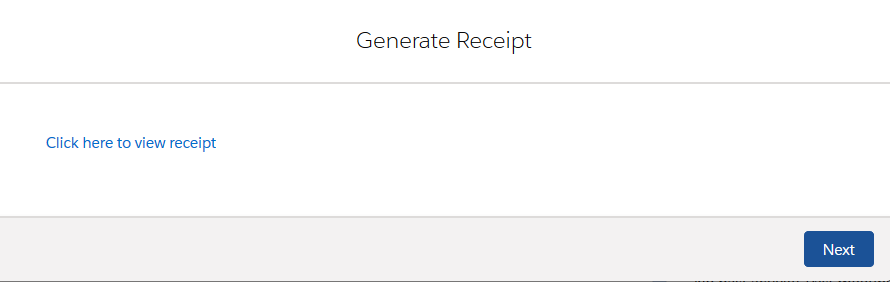 Generate Receipt
Click here to view receipt
Next